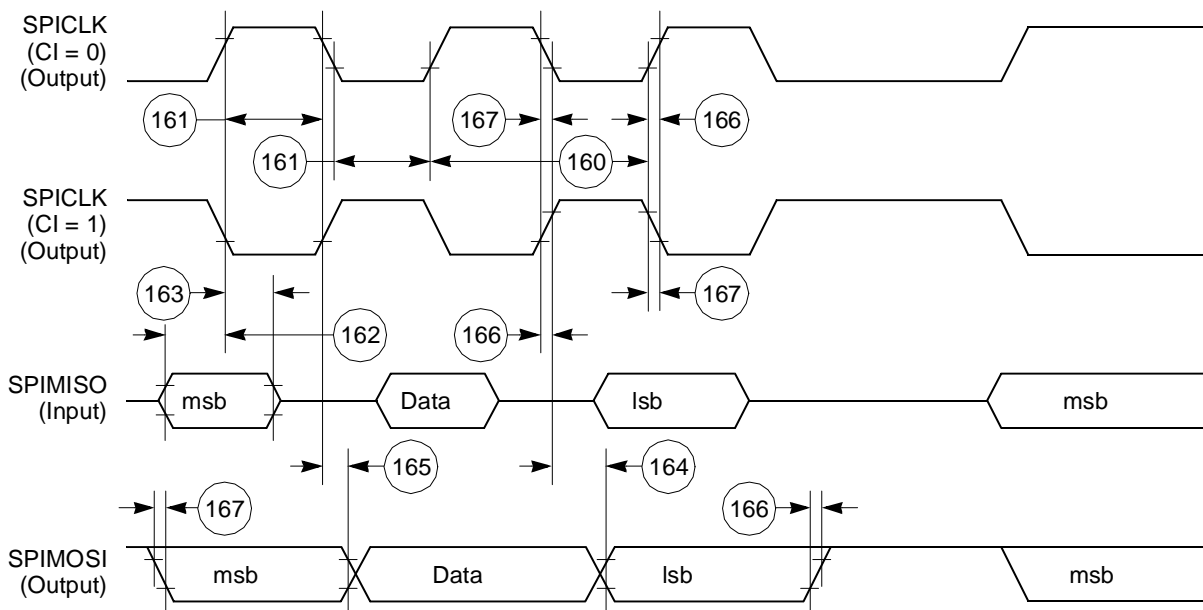 SPICLK
(CI = 0)
(Output)
161
167
166
161
160
SPICLK
(CI = 1)
(Output)
163
167
162
166
SPIMISO
(Input)
msb
Data
lsb
msb
165
164
167
166
SPIMOSI
(Output)
msb
Data
lsb
msb